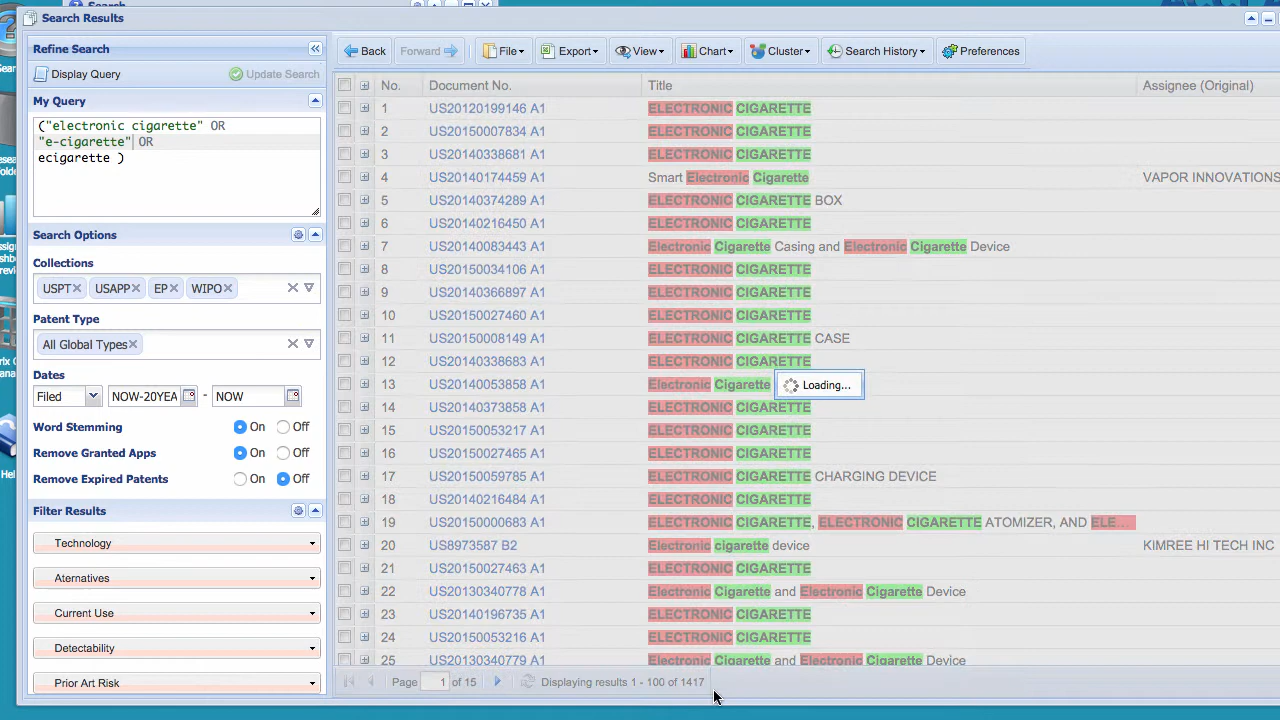 Search
Search Results
Refine Search
Display Query
Update Search
My Query
("electronic cigarette" OR
"e-cigarette" OR
ecigarette )
Search Options
Collections
USPT USAPP EP WIPO
Patent Type
All Global Types
Dates
Filed NOW-20YEA - NOW
Word Stemming On Off
Remove Granted Apps On Off
Remove Expired Patents On Off
Filter Results
Technology
Aternatives
Current Use
Detectability
Prior Art Risk
Back Forward File Export View Chart Cluster Search History Preferences
No. Document No. Title Assignee (Original)
1 US20120199146 A1 ELECTRONIC CIGARETTE
2 US20150007834 A1 ELECTRONIC CIGARETTE
3 US20140338681 A1 ELECTRONIC CIGARETTE
4 US20140174459 A1 Smart Electronic Cigarette VAPOR INNOVATIONS
5 US20140374289 A1 ELECTRONIC CIGARETTE BOX
6 US20140216450 A1 ELECTRONIC CIGARETTE
7 US20140083443 A1 Electronic Cigarette Casing and Electronic Cigarette Device
8 US20150034106 A1 ELECTRONIC CIGARETTE
9 US20140366897 A1 ELECTRONIC CIGARETTE
10 US20150027460 A1 ELECTRONIC CIGARETTE
11 US20150008149 A1 ELECTRONIC CIGARETTE CASE
12 US20140338683 A1 ELECTRONIC CIGARETTE
13 US20140053858 A1 Electronic Cigarette
Loading...
14 US20140373858 A1 ELECTRONIC CIGARETTE
15 US20150053217 A1 ELECTRONIC CIGARETTE
16 US20150027465 A1 ELECTRONIC CIGARETTE
17 US20150059785 A1 ELECTRONIC CIGARETTE CHARGING DEVICE
18 US20140216484 A1 ELECTRONIC CIGARETTE
19 US20150000683 A1 ELECTRONIC CIGARETTE, ELECTRONIC CIGARETTE ATOMIZER, AND ELE...
20 US8973587 B2 Electronic cigarette device KIMREE HI TECH INC
21 US20150027463 A1 ELECTRONIC CIGARETTE
22 US20130340778 A1 Electronic Cigarette and Electronic Cigarette Device
23 US20140196735 A1 ELECTRONIC CIGARETTE
24 US20150053216 A1 ELECTRONIC CIGARETTE
25 US20130340779 A1 Electronic Cigarette and Electronic Cigarette Device
Page 1 of 15 Displaying results 1 - 100 of 1417